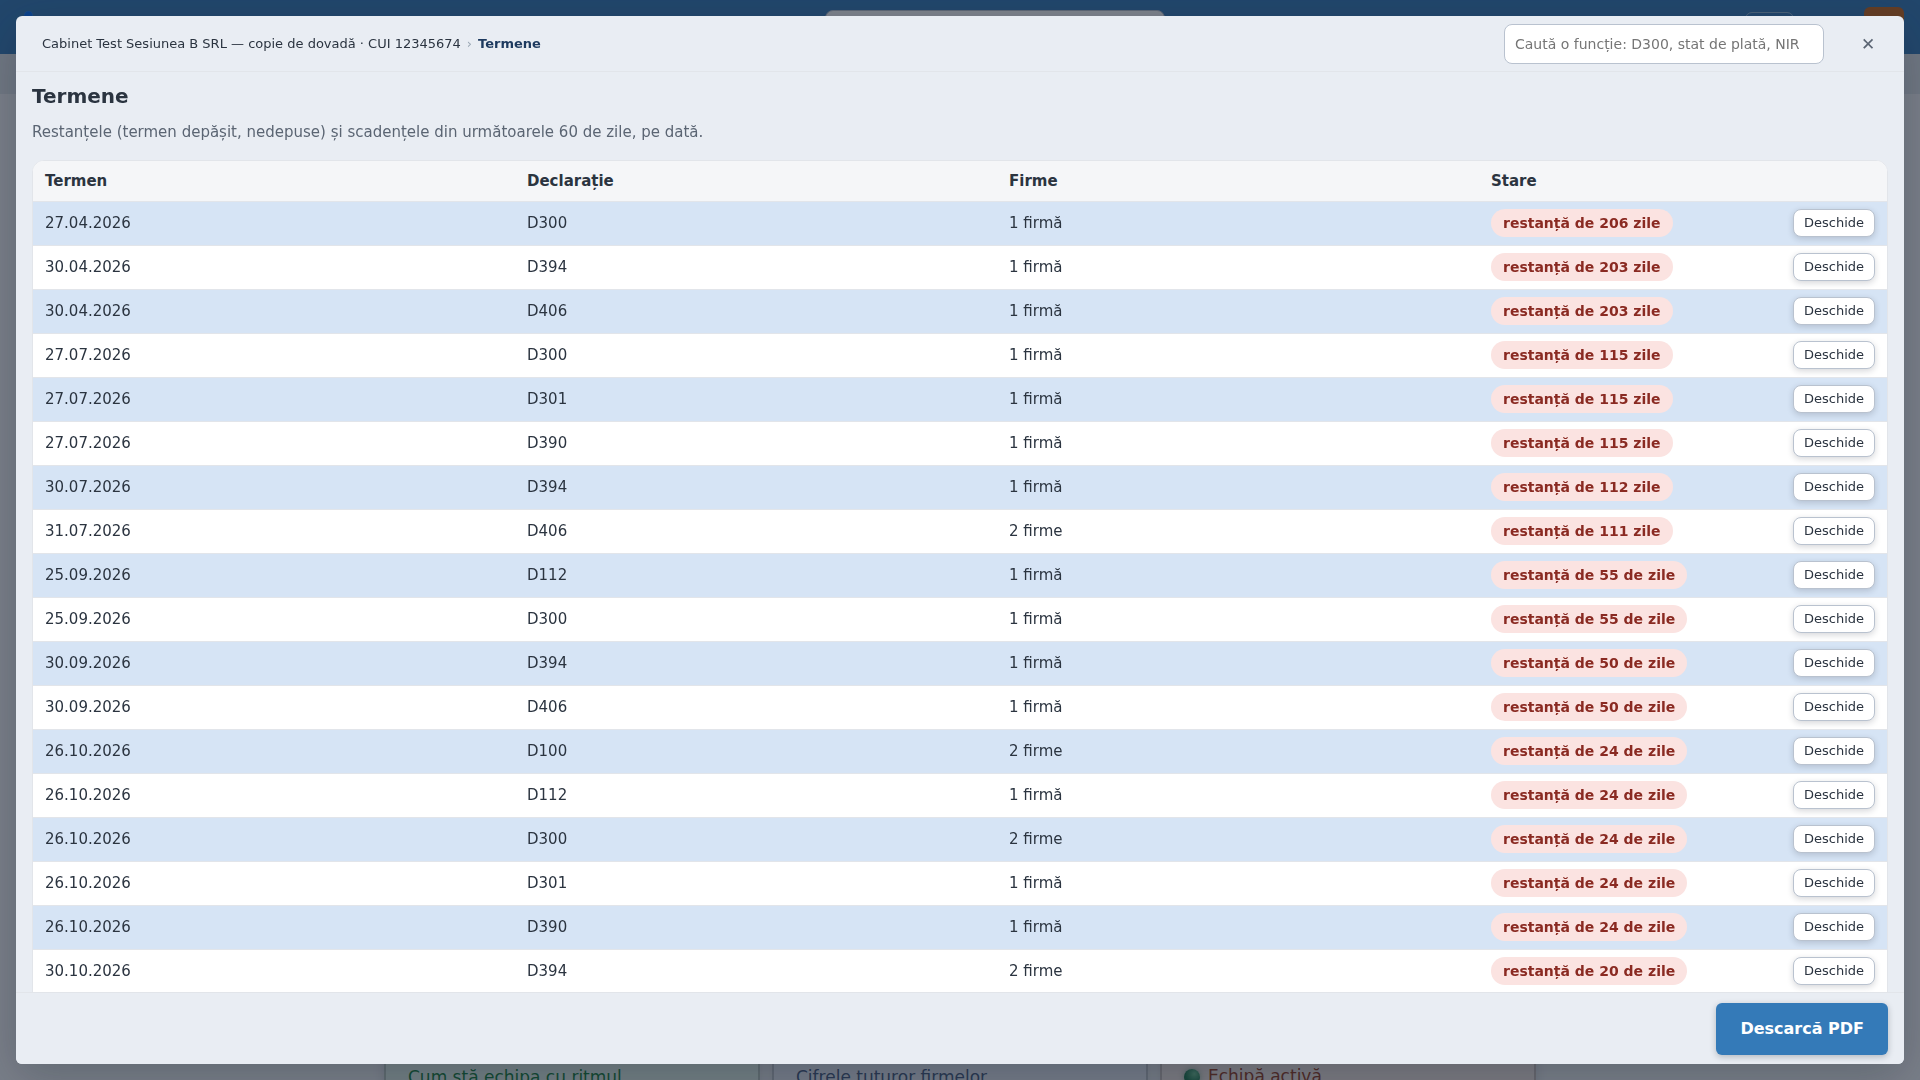 Cabinet Test Sesiunea B SRL — copie de dovadă · CUI 12345674 › Termene
Caută o funcție: D300, stat de plată, NIR
✕
Termene
Restanțele (termen depășit, nedepuse) și scadențele din următoarele 60 de zile, pe dată.
Termen Declarație Firme Stare
27.04.2026 D300 1 firmă restanță de 206 zile Deschide
30.04.2026 D394 1 firmă restanță de 203 zile Deschide
30.04.2026 D406 1 firmă restanță de 203 zile Deschide
27.07.2026 D300 1 firmă restanță de 115 zile Deschide
27.07.2026 D301 1 firmă restanță de 115 zile Deschide
27.07.2026 D390 1 firmă restanță de 115 zile Deschide
30.07.2026 D394 1 firmă restanță de 112 zile Deschide
31.07.2026 D406 2 firme restanță de 111 zile Deschide
25.09.2026 D112 1 firmă restanță de 55 de zile Deschide
25.09.2026 D300 1 firmă restanță de 55 de zile Deschide
30.09.2026 D394 1 firmă restanță de 50 de zile Deschide
30.09.2026 D406 1 firmă restanță de 50 de zile Deschide
26.10.2026 D100 2 firme restanță de 24 de zile Deschide
26.10.2026 D112 1 firmă restanță de 24 de zile Deschide
26.10.2026 D300 2 firme restanță de 24 de zile Deschide
26.10.2026 D301 1 firmă restanță de 24 de zile Deschide
26.10.2026 D390 1 firmă restanță de 24 de zile Deschide
30.10.2026 D394 2 firme restanță de 20 de zile Deschide
Descarcă PDF
Cum stă echipa cu ritmul Cifrele tuturor firmelor Echipă activă